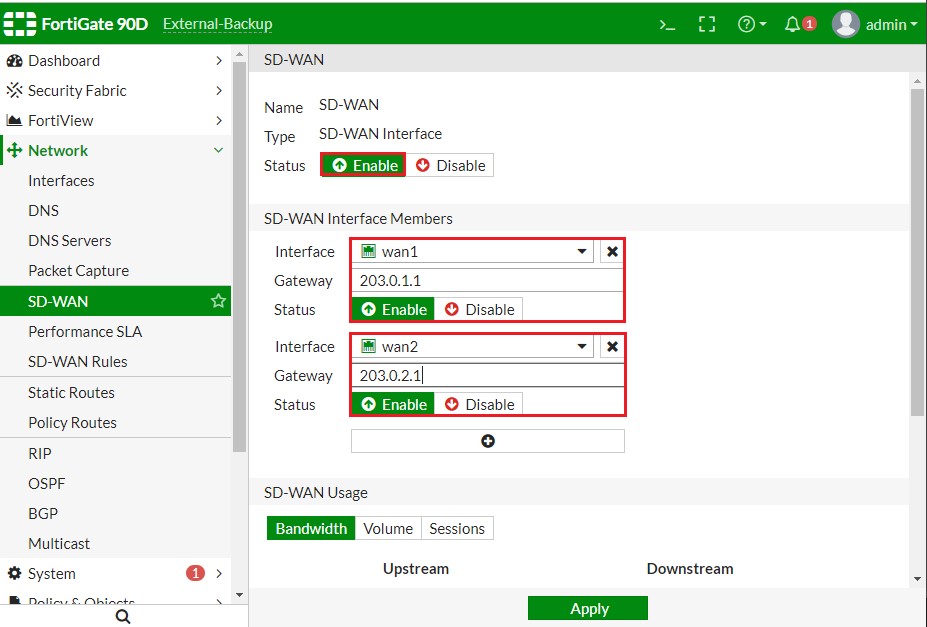 FortiGate 90D External-Backup
>_ 1 admin
Dashboard
Security Fabric
FortiView
Network
Interfaces
DNS
DNS Servers
Packet Capture
SD-WAN
Performance SLA
SD-WAN Rules
Static Routes
Policy Routes
RIP
OSPF
BGP
Multicast
System 1
Policy & Objects
SD-WAN
Name SD-WAN
Type SD-WAN Interface
Status Enable Disable
SD-WAN Interface Members
Interface wan1
Gateway 203.0.1.1
Status Enable Disable
Interface wan2
Gateway 203.0.2.1
Status Enable Disable
SD-WAN Usage
Bandwidth Volume Sessions
Upstream Downstream
Apply